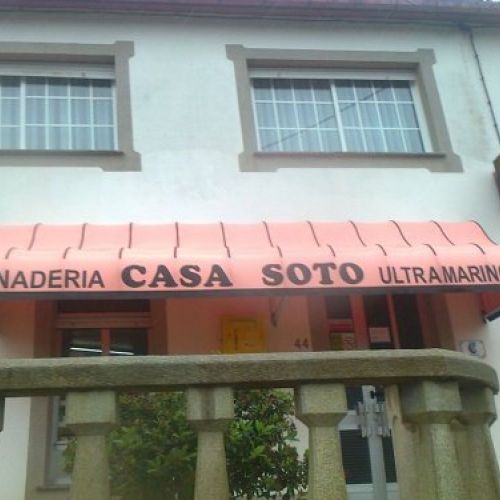 NADERIA CASA SOTO ULTRAMARIN
44